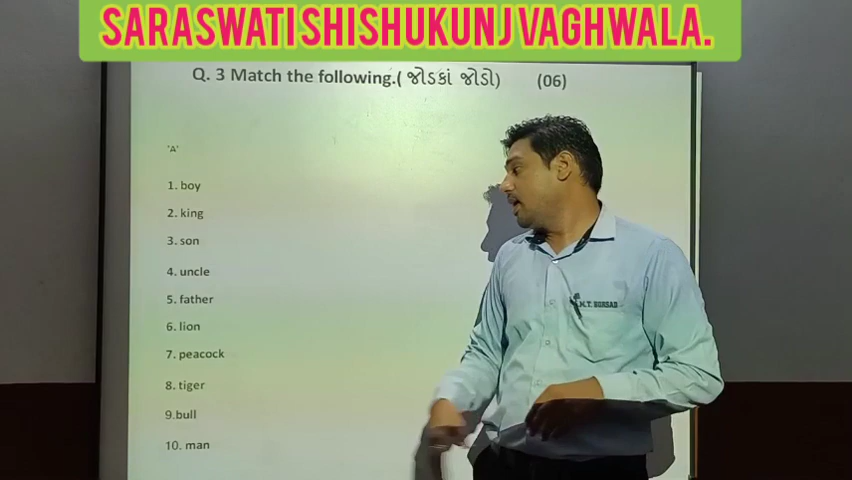 SARASWATI SHISHUKUNJ VAGHWALA.
Q. 3 Match the following.( જોડકાં જોડો) (06)
'A'
1. boy
2. king
3. son
4. uncle
5. father
6. lion
7. peacock
8. tiger
9.bull
10. man
M.T. BORSAD